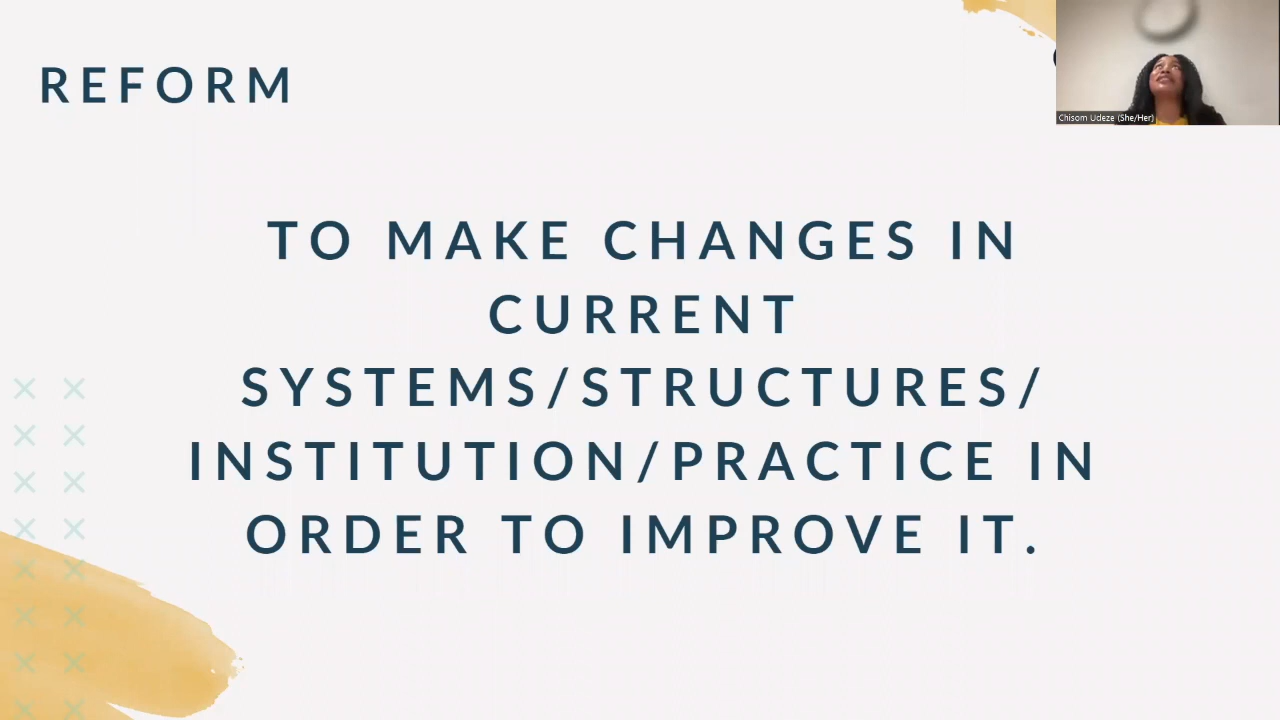 REFORM
Chisom Udeze (She/Her)
TO MAKE CHANGES IN
CURRENT
SYSTEMS/STRUCTURES/
INSTITUTION/PRACTICE IN
ORDER TO IMPROVE IT.